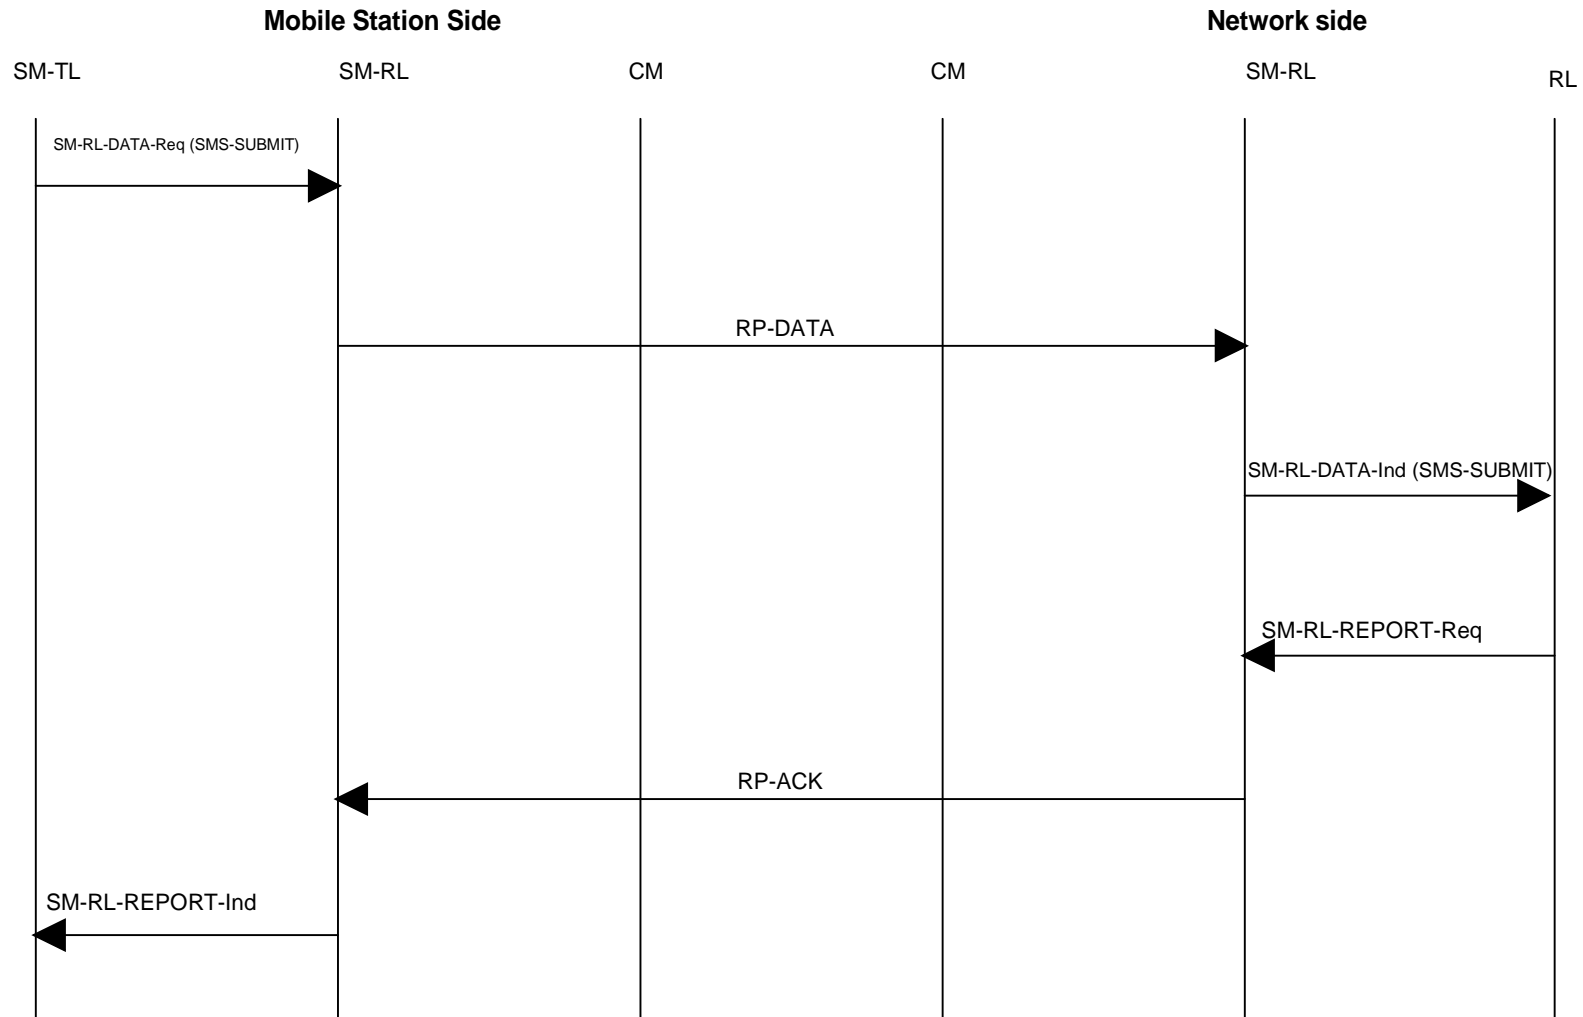 Mobile Station Side
Network side
SM-TL
SM-RL
CM
CM
SM-RL
RL
SM-RL-DATA-Req (SMS-SUBMIT)
RP-DATA
SM-RL-DATA-Ind (SMS-SUBMIT)
SM-RL-REPORT-Req
RP-ACK
SM-RL-REPORT-Ind